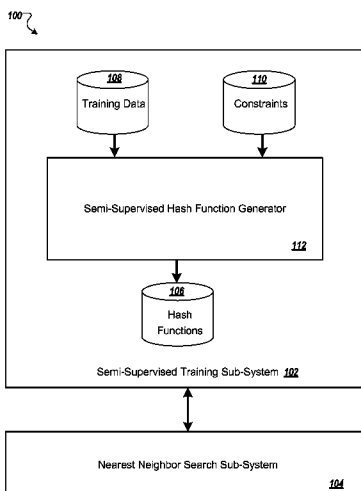 100
108
Training Data
110
Constraints
Semi-Supervised Hash Function Generator
112
106
Hash
Functions
Semi-Supervised Training Sub-System 102
Nearest Neighbor Search Sub-System
104